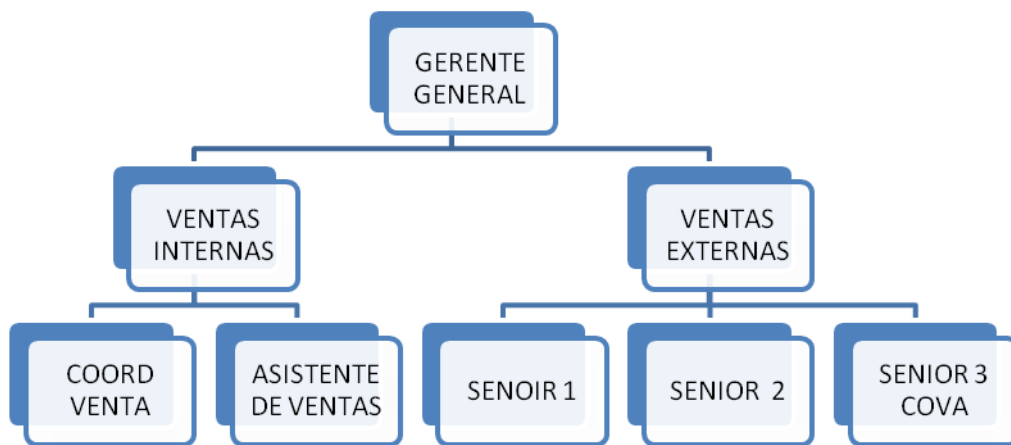 GERENTE
GENERAL
VENTAS
INTERNAS
VENTAS
EXTERNAS
COORD
VENTA
ASISTENTE
DE VENTAS
SENOIR 1
SENIOR 2
SENIOR 3
COVA